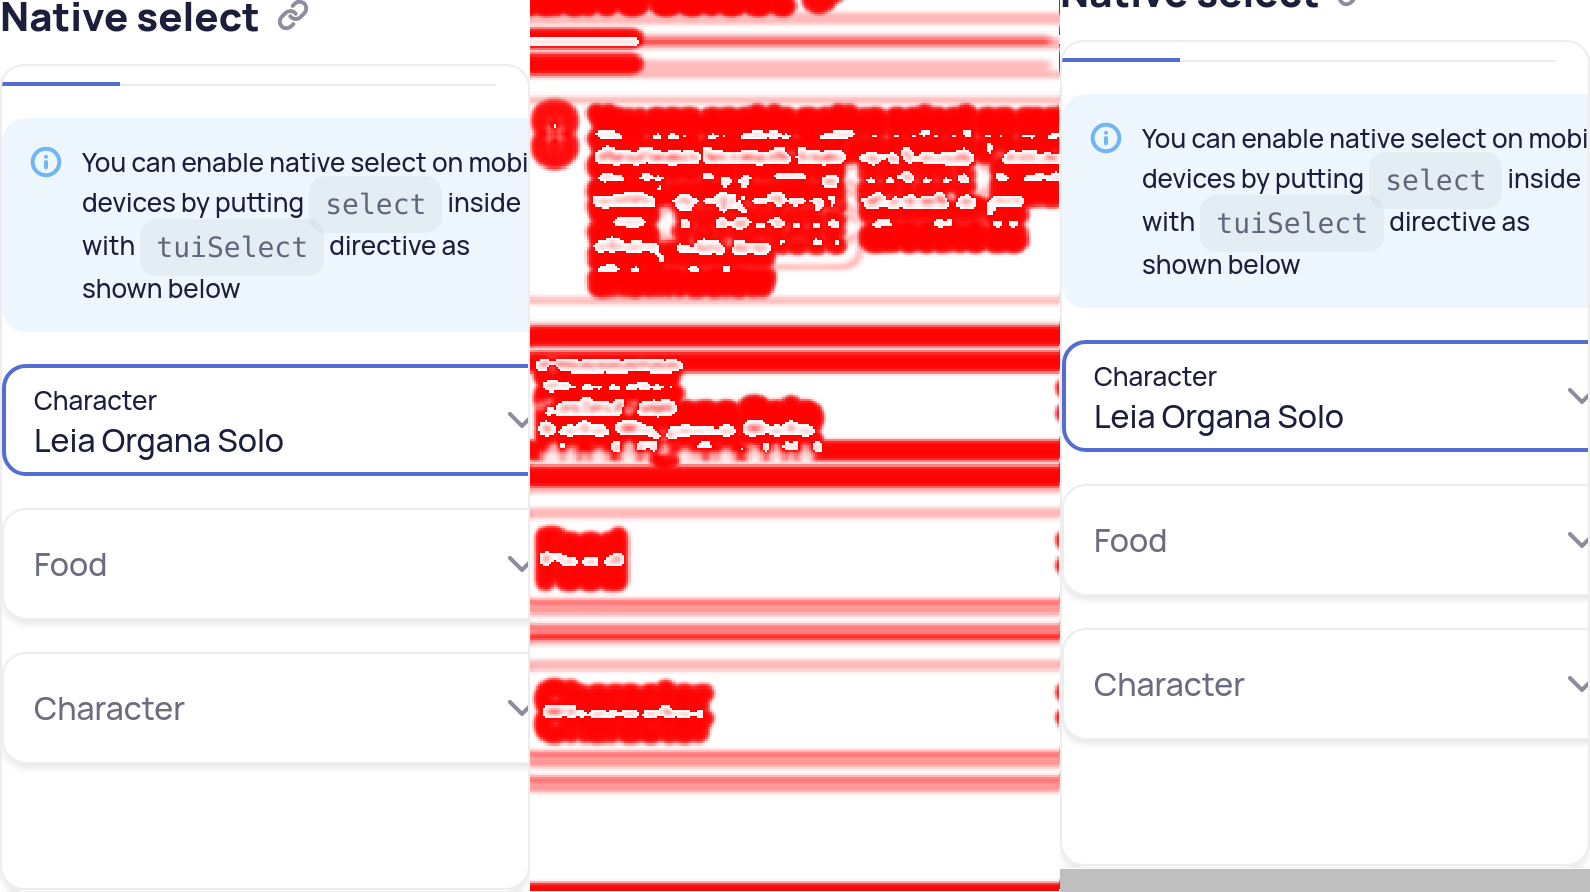 Native select
You can enable native select on mobi
devices by putting select inside
with tuiSelect directive as
shown below
Character
Leia Organa Solo
Food
Character
Native select
You can enable native select on mobi
devices by putting select inside
with tuiSelect directive as
shown below
Character
Leia Organa Solo
Food
Character